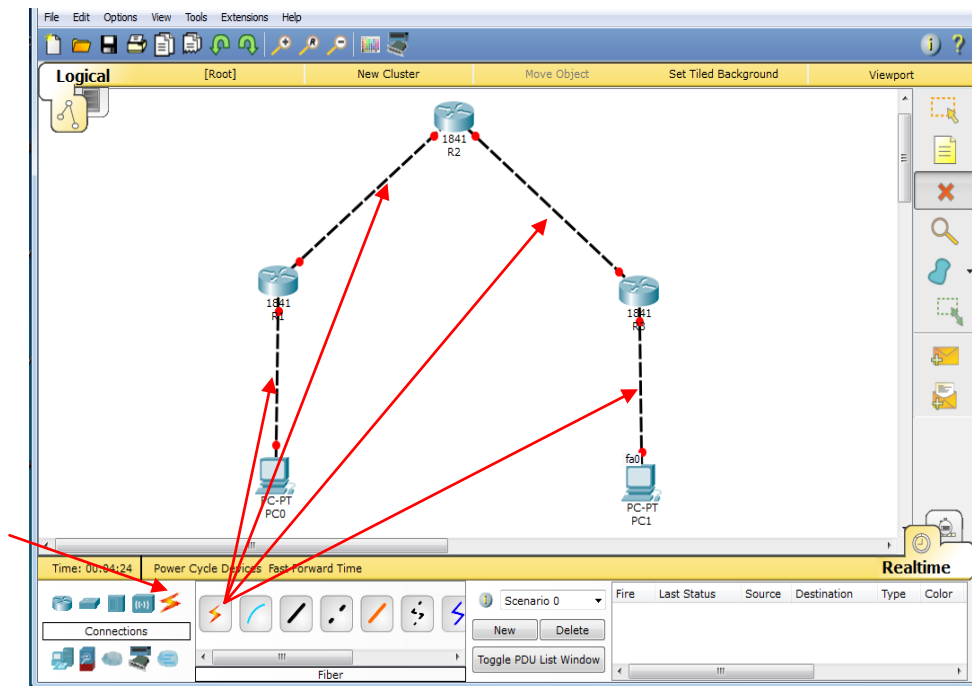 File Edit Options View Tools Extensions Help
Logical [Root] New Cluster Move Object Set Tiled Background Viewport
1841
R2
1841
R1
1841
R3
fa0
PC-PT
PC0
PC-PT
PC1
Time: 00:04:24 Power Cycle Devices Fast Forward Time Realtime
Scenario 0
Fire Last Status Source Destination Type Color
Connections
New Delete
Toggle PDU List Window
Fiber